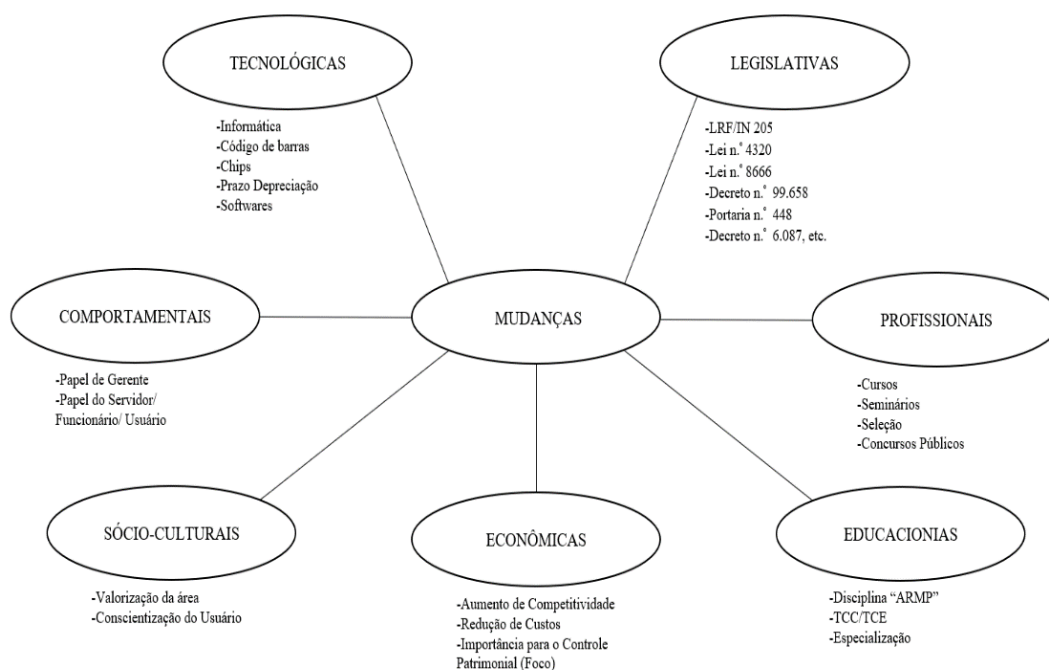 TECNOLÓGICAS
-Informática
-Código de barras
-Chips
-Prazo Depreciação
-Softwares
LEGISLATIVAS
-LRF/IN 205
-Lei n.º 4320
-Lei n.º 8666
-Decreto n.º 99.658
-Portaria n.º 448
-Decreto n.º 6.087, etc.
COMPORTAMENTAIS
-Papel de Gerente
-Papel do Servidor/
Funcionário/ Usuário
MUDANÇAS
PROFISSIONAIS
-Cursos
-Seminários
-Seleção
-Concursos Públicos
SÓCIO-CULTURAIS
-Valorização da área
-Conscientização do Usuário
ECONÔMICAS
-Aumento de Competitividade
-Redução de Custos
-Importância para o Controle
Patrimonial (Foco)
EDUCACIONIAS
-Disciplina “ARMP”
-TCC/TCE
-Especialização